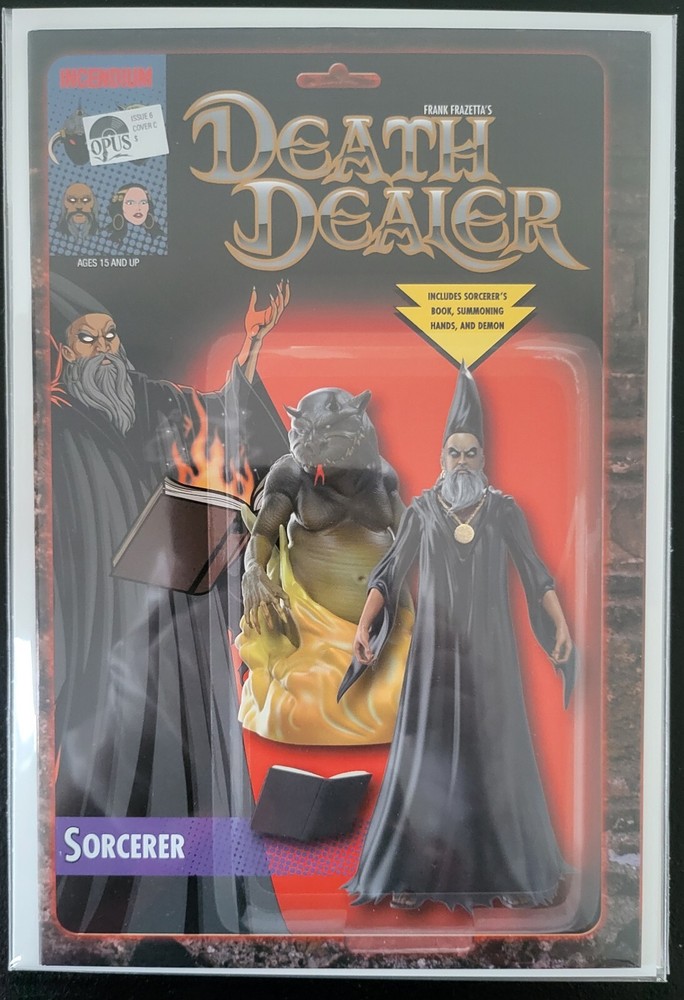 INCENDIUM
OPUS
ISSUE 6
COVER C
$
AGES 15 AND UP
FRANK FRAZETTA'S
DEATH
DEALER
INCLUDES SORCERER'S
BOOK, SUMMONING
HANDS, AND DEMON
SORCERER